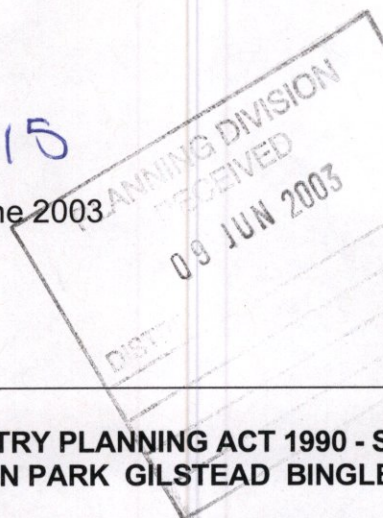 15
ne 2003
PLANNING DIVISION
RECEIVED
09 JUN 2003
DIST
TRY PLANNING ACT 1990 - S
N PARK GILSTEAD BINGLE